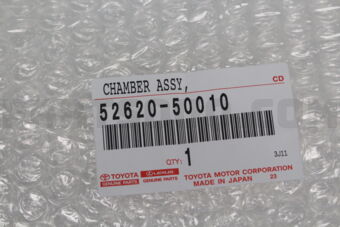 CD
CHAMBER ASSY,
52620-50010
QTY: 1
3J11
TOYOTA LEXUS
GENUINE PARTS GENUINE PARTS
TOYOTA MOTOR CORPORATION
MADE IN JAPAN 23